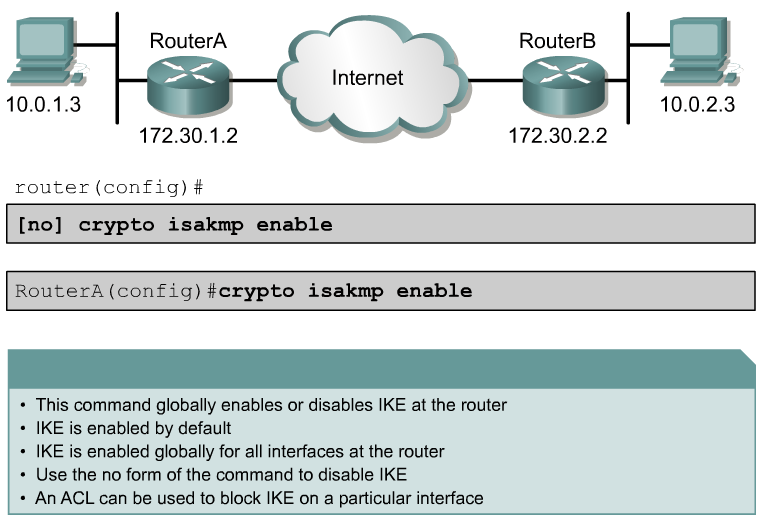 RouterA
RouterB
Internet
10.0.1.3
10.0.2.3
172.30.1.2
172.30.2.2
router(config)#
[no] crypto isakmp enable
RouterA(config)#crypto isakmp enable
• This command globally enables or disables IKE at the router
• IKE is enabled by default
• IKE is enabled globally for all interfaces at the router
• Use the no form of the command to disable IKE
• An ACL can be used to block IKE on a particular interface